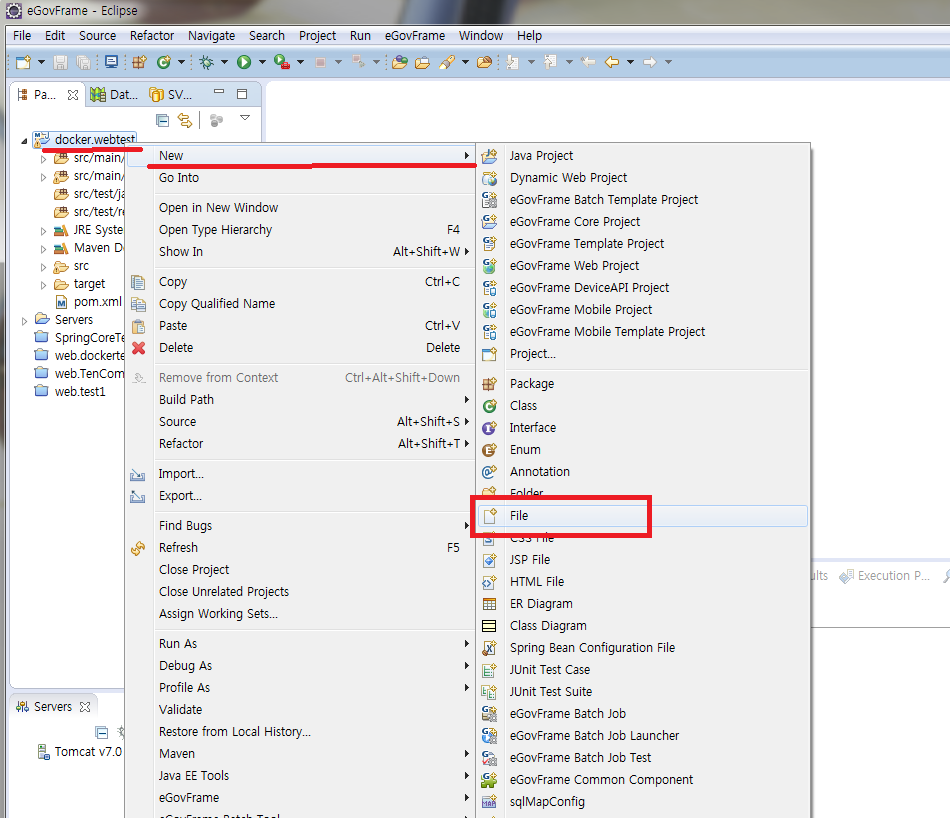 eGovFrame - Eclipse
File Edit Source Refactor Navigate Search Project Run eGovFrame Window Help
Pa... Dat... SV...
docker.webtest
src/main/
src/main/
src/test/ja
src/test/re
JRE Syste
Maven D
src
target
pom.xml
Servers
SpringCoreTe
web.dockerte
web.TenCom
web.test1
Servers
Tomcat v7.0
New
Go Into
Open in New Window
Open Type Hierarchy F4
Show In Alt+Shift+W
Copy Ctrl+C
Copy Qualified Name
Paste Ctrl+V
Delete Delete
Remove from Context Ctrl+Alt+Shift+Down
Build Path
Source Alt+Shift+S
Refactor Alt+Shift+T
Import...
Export...
Find Bugs
Refresh F5
Close Project
Close Unrelated Projects
Assign Working Sets...
Run As
Debug As
Profile As
Validate
Restore from Local History...
Maven
Java EE Tools
eGovFrame
eGovFrame Batch Tool
Java Project
Dynamic Web Project
eGovFrame Batch Template Project
eGovFrame Core Project
eGovFrame Template Project
eGovFrame Web Project
eGovFrame DeviceAPI Project
eGovFrame Mobile Project
eGovFrame Mobile Template Project
Project...
Package
Class
Interface
Enum
Annotation
Folder
File
CSS File
JSP File
HTML File
ER Diagram
Class Diagram
Spring Bean Configuration File
JUnit Test Case
JUnit Test Suite
eGovFrame Batch Job
eGovFrame Batch Job Launcher
eGovFrame Batch Job Test
eGovFrame Common Component
sqlMapConfig
ults Execution P...